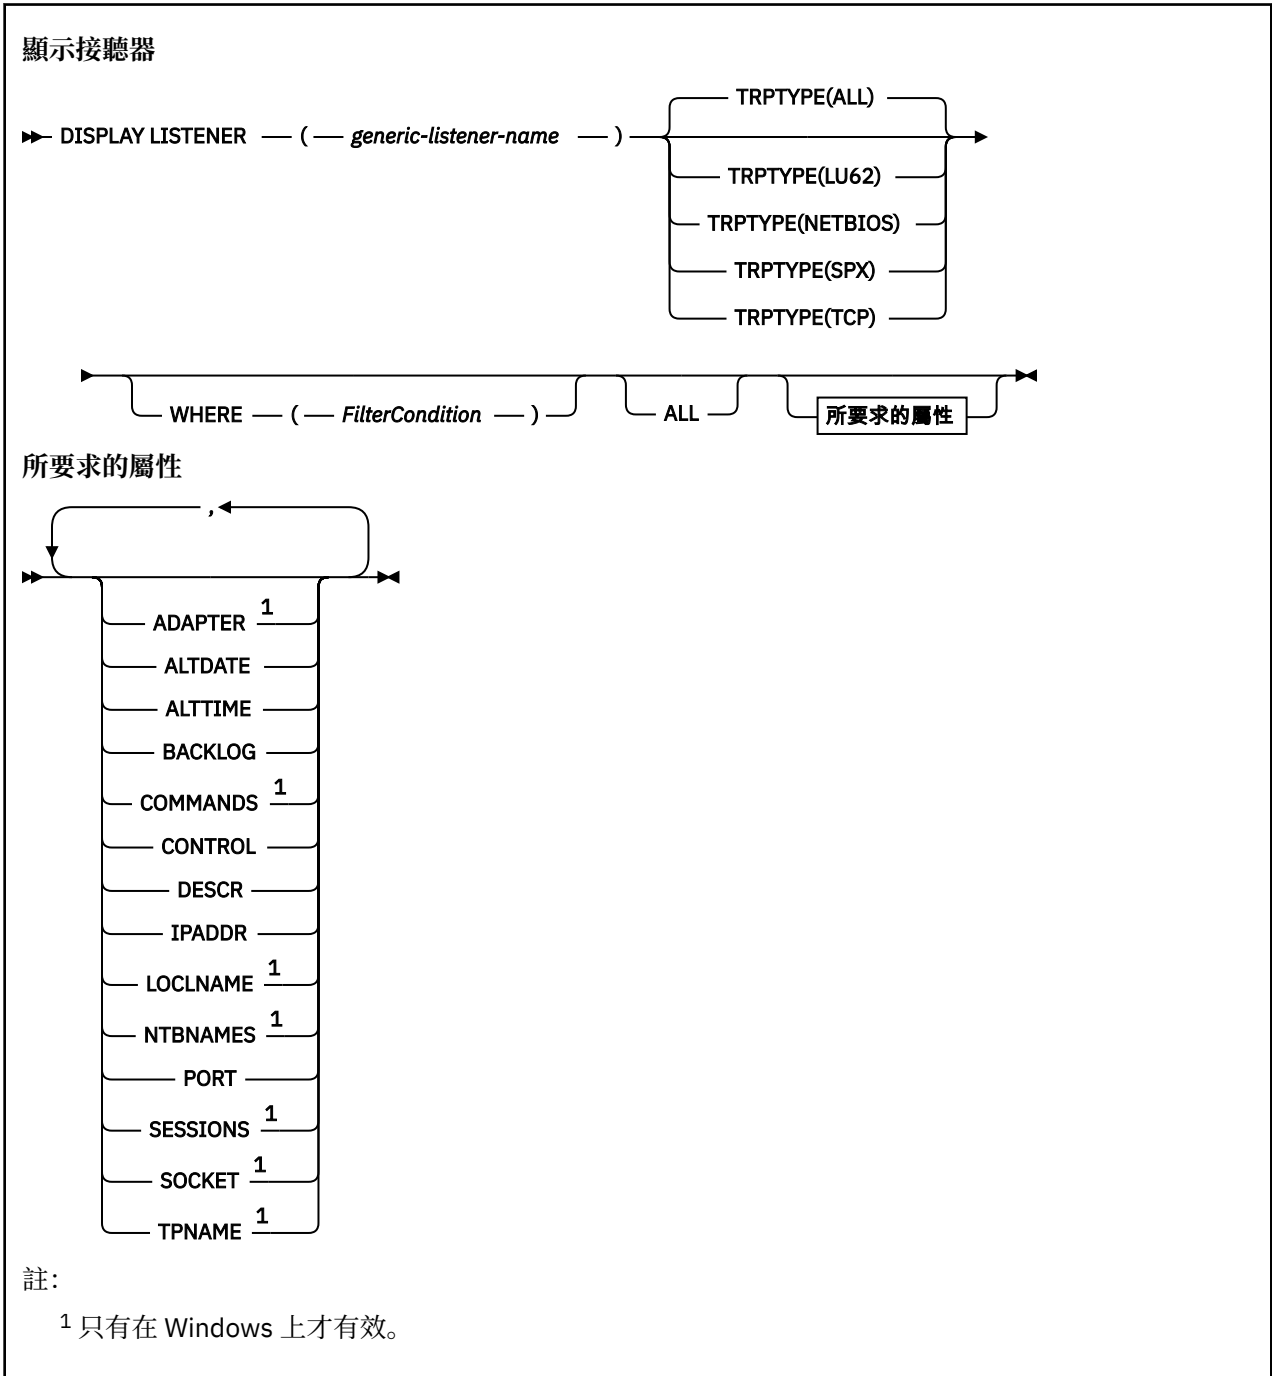 顯示接聽器
TRPTYPE(ALL)
DISPLAY LISTENER ( generic-listener-name )
TRPTYPE(LU62)
TRPTYPE(NETBIOS)
TRPTYPE(SPX)
TRPTYPE(TCP)
WHERE ( FilterCondition ) ALL 所要求的屬性
所要求的屬性
,
ADAPTER 1
ALTDATE
ALTTIME
BACKLOG
COMMANDS 1
CONTROL
DESCR
IPADDR
LOCLNAME 1
NTBNAMES 1
PORT
SESSIONS 1
SOCKET 1
TPNAME 1
註：
1 只有在 Windows 上才有效。